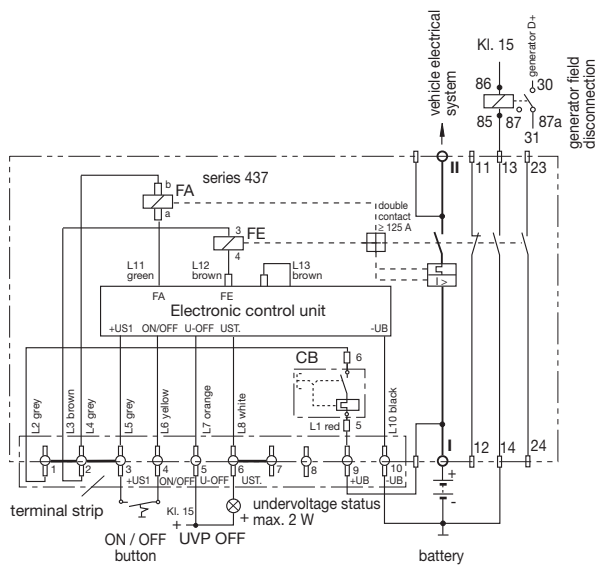 Kl. 15
generator D+
86
30
85
87
87a
31
vehicle electrical
system
generator field
disconnection
II
11
13
23
series 437
b
FA
a
double
contact
≥ 125 A
3
FE
4
L11
green
L12
brown
L13
brown
I >
FA
FE
Electronic control unit
+US1
ON/OFF
U-OFF
UST.
-UB
CB
6
L2 grey
L3 brown
L4 grey
L5 grey
L6 yellow
L7 orange
L8 white
L1 red
5
L10 black
I
12
14
24
1
2
3
4
5
6
7
8
9
10
+US1
ON/OFF
U-OFF
UST.
+UB
-UB
terminal strip
ON / OFF
button
Kl. 15
+
UVP OFF
+
undervoltage status
max. 2 W
+
-
battery